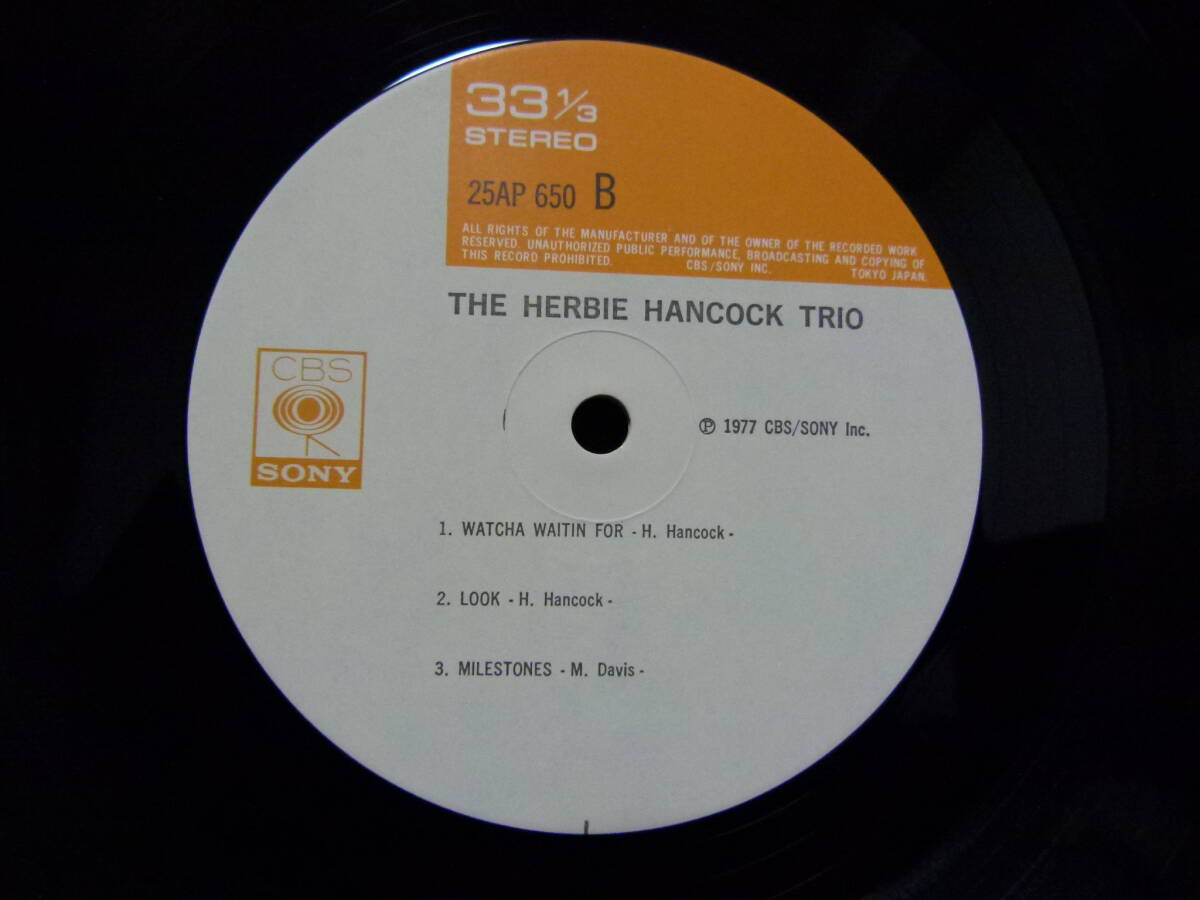 33 1/3
STEREO
25AP 650 B
ALL RIGHTS OF THE MANUFACTURER AND OF THE OWNER OF THE RECORDED WORK
RESERVED. UNAUTHORIZED PUBLIC PERFORMANCE, BROADCASTING AND COPYING OF
THIS RECORD PROHIBITED. CBS/SONY INC. TOKYO JAPAN.
THE HERBIE HANCOCK TRIO
CBS
SONY
℗ 1977 CBS/SONY Inc.
1. WATCHA WAITIN FOR - H. Hancock -
2. LOOK - H. Hancock -
3. MILESTONES - M. Davis -